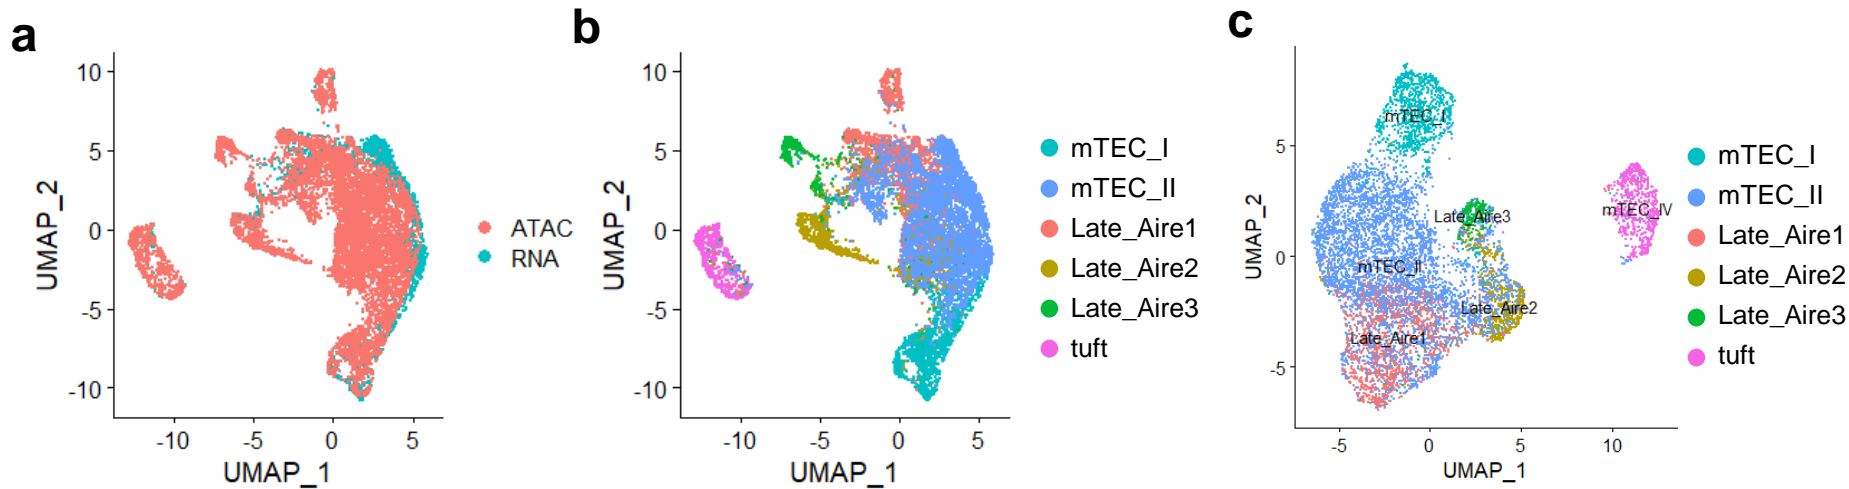 a
UMAP_2
10
5
0
-5
-10
-10
-5
0
5
UMAP_1
ATAC
RNA
b
UMAP_2
10
5
0
-5
-10
-10
-5
0
5
UMAP_1
mTEC_I
mTEC_II
Late_Aire1
Late_Aire2
Late_Aire3
tuft
c
UMAP_2
5
0
-5
-5
0
5
10
UMAP_1
mTEC_I
Late_Aire3
mTEC_IV
mTEC_II
Late_Aire2
Late_Aire1
mTEC_I
mTEC_II
Late_Aire1
Late_Aire2
Late_Aire3
tuft